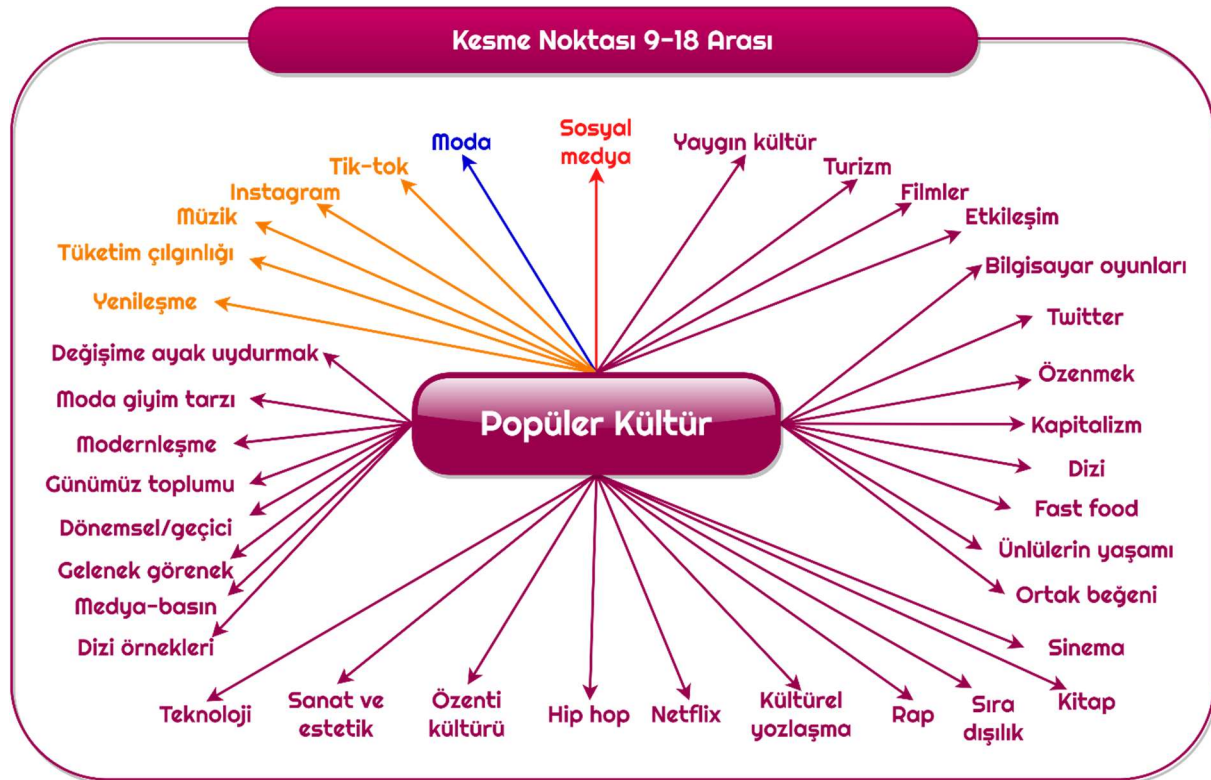 Kesme Noktası 9-18 Arası
Sosyal
medya
Moda
Yaygın kültür
Tik-tok
Turizm
Instagram
Filmler
Müzik
Etkileşim
Tüketim çılgınlığı
Bilgisayar oyunları
Yenileşme
Twitter
Değişime ayak uydurmak
Özenmek
Moda giyim tarzı
Popüler Kültür
Kapitalizm
Modernleşme
Dizi
Günümüz toplumu
Fast food
Dönemsel/geçici
Ünlülerin yaşamı
Gelenek görenek
Ortak beğeni
Medya-basın
Dizi örnekleri
Sinema
Teknoloji
Sanat ve
estetik
Özenti
kültürü
Hip hop
Netflix
Kültürel
yozlaşma
Rap
Sıra
dışılık
Kitap